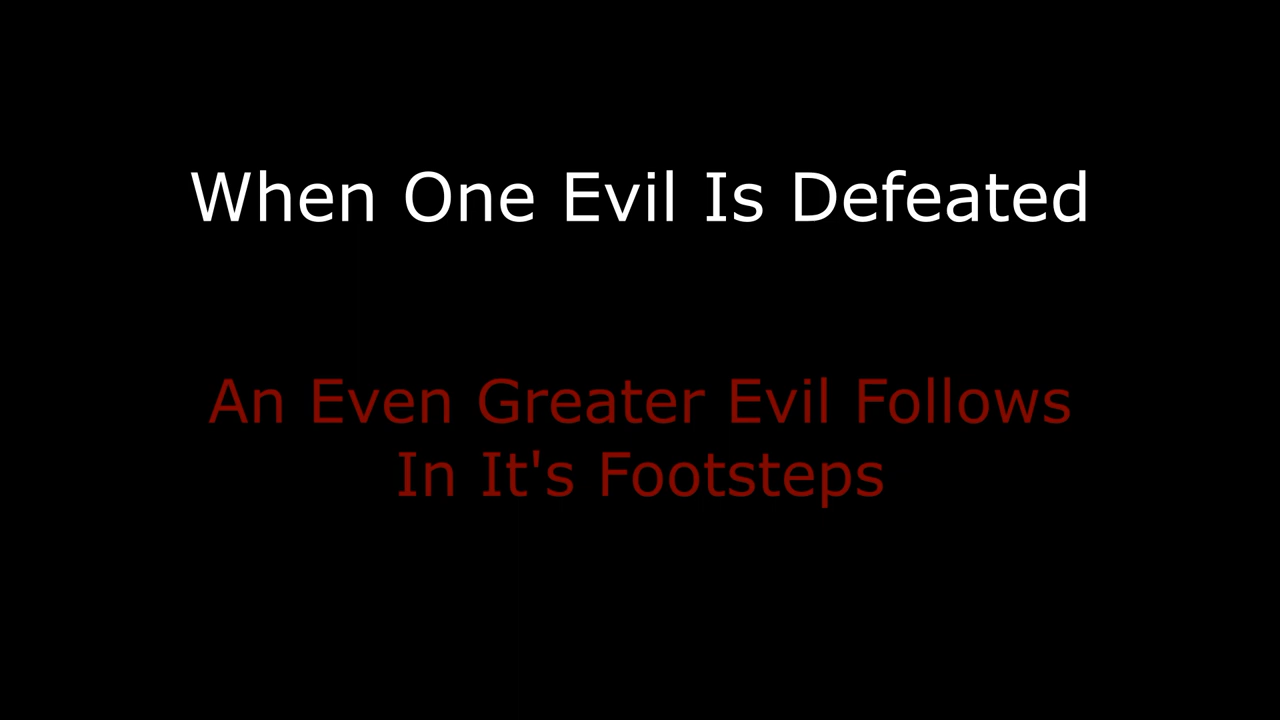 When One Evil Is Defeated
An Even Greater Evil Follows
In It's Footsteps